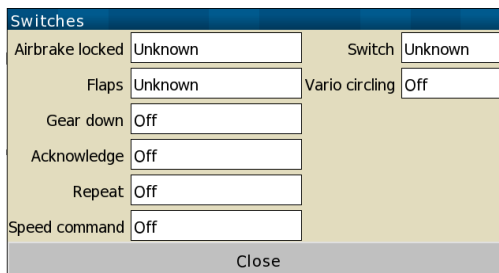 Switches
Airbrake locked Unknown Switch Unknown
Flaps Unknown Vario circling Off
Gear down Off
Acknowledge Off
Repeat Off
Speed command Off
Close